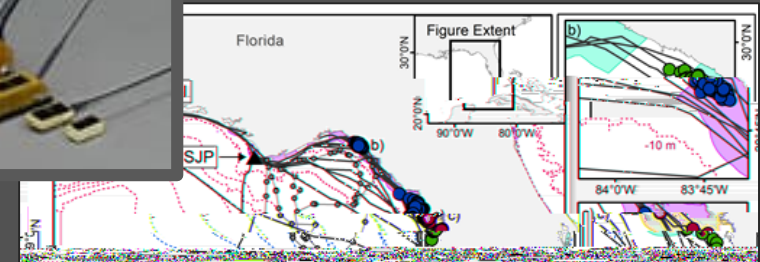 Florida
Figure Extent
30°0'N
20°0'N
90°0'W
80°0'W
b)
30°0'N
-10 m
84°0'W
83°45'W
SJP
b)
c)